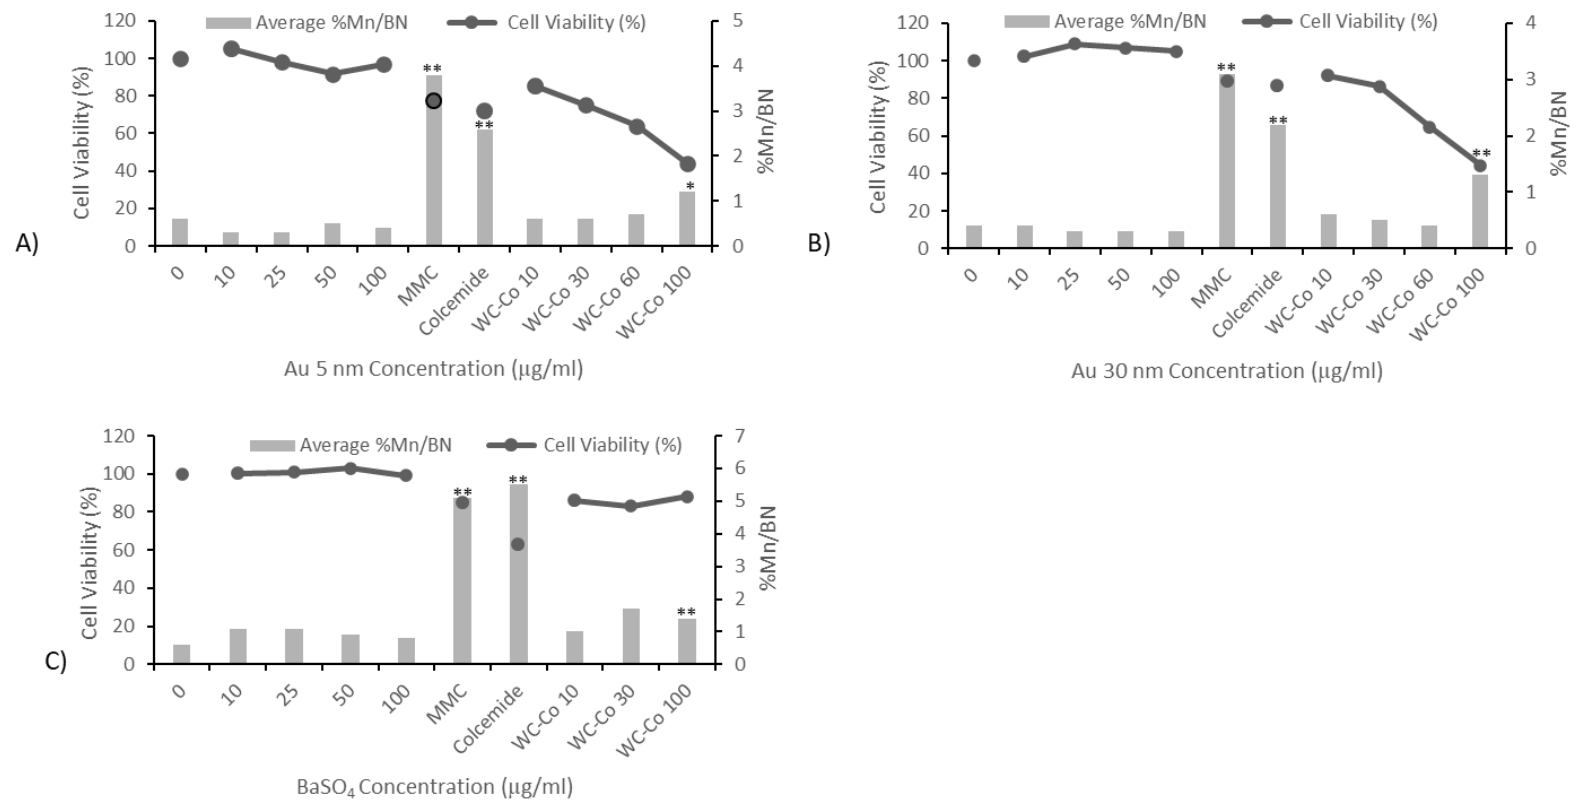 Average %Mn/BN Cell Viability (%)
120 100 80 60 40 20 0
Cell Viability (%)
5 4 3 2 1 0
%Mn/BN
** ** *
A)
0 10 25 50 100 MMC Colcemide WC-Co 10 WC-Co 30 WC-Co 60 WC-Co 100
Au 5 nm Concentration (µg/ml)
Average %Mn/BN Cell Viability (%)
120 100 80 60 40 20 0
Cell Viability (%)
4 3 2 1 0
%Mn/BN
** ** **
B)
0 10 25 50 100 MMC Colcemide WC-Co 10 WC-Co 30 WC-Co 60 WC-Co 100
Au 30 nm Concentration (µg/ml)
Average %Mn/BN Cell Viability (%)
120 100 80 60 40 20 0
Cell Viability (%)
7 6 5 4 3 2 1 0
%Mn/BN
** ** **
C)
0 10 25 50 100 MMC Colcemide WC-Co 10 WC-Co 30 WC-Co 100
BaSO₄ Concentration (µg/ml)